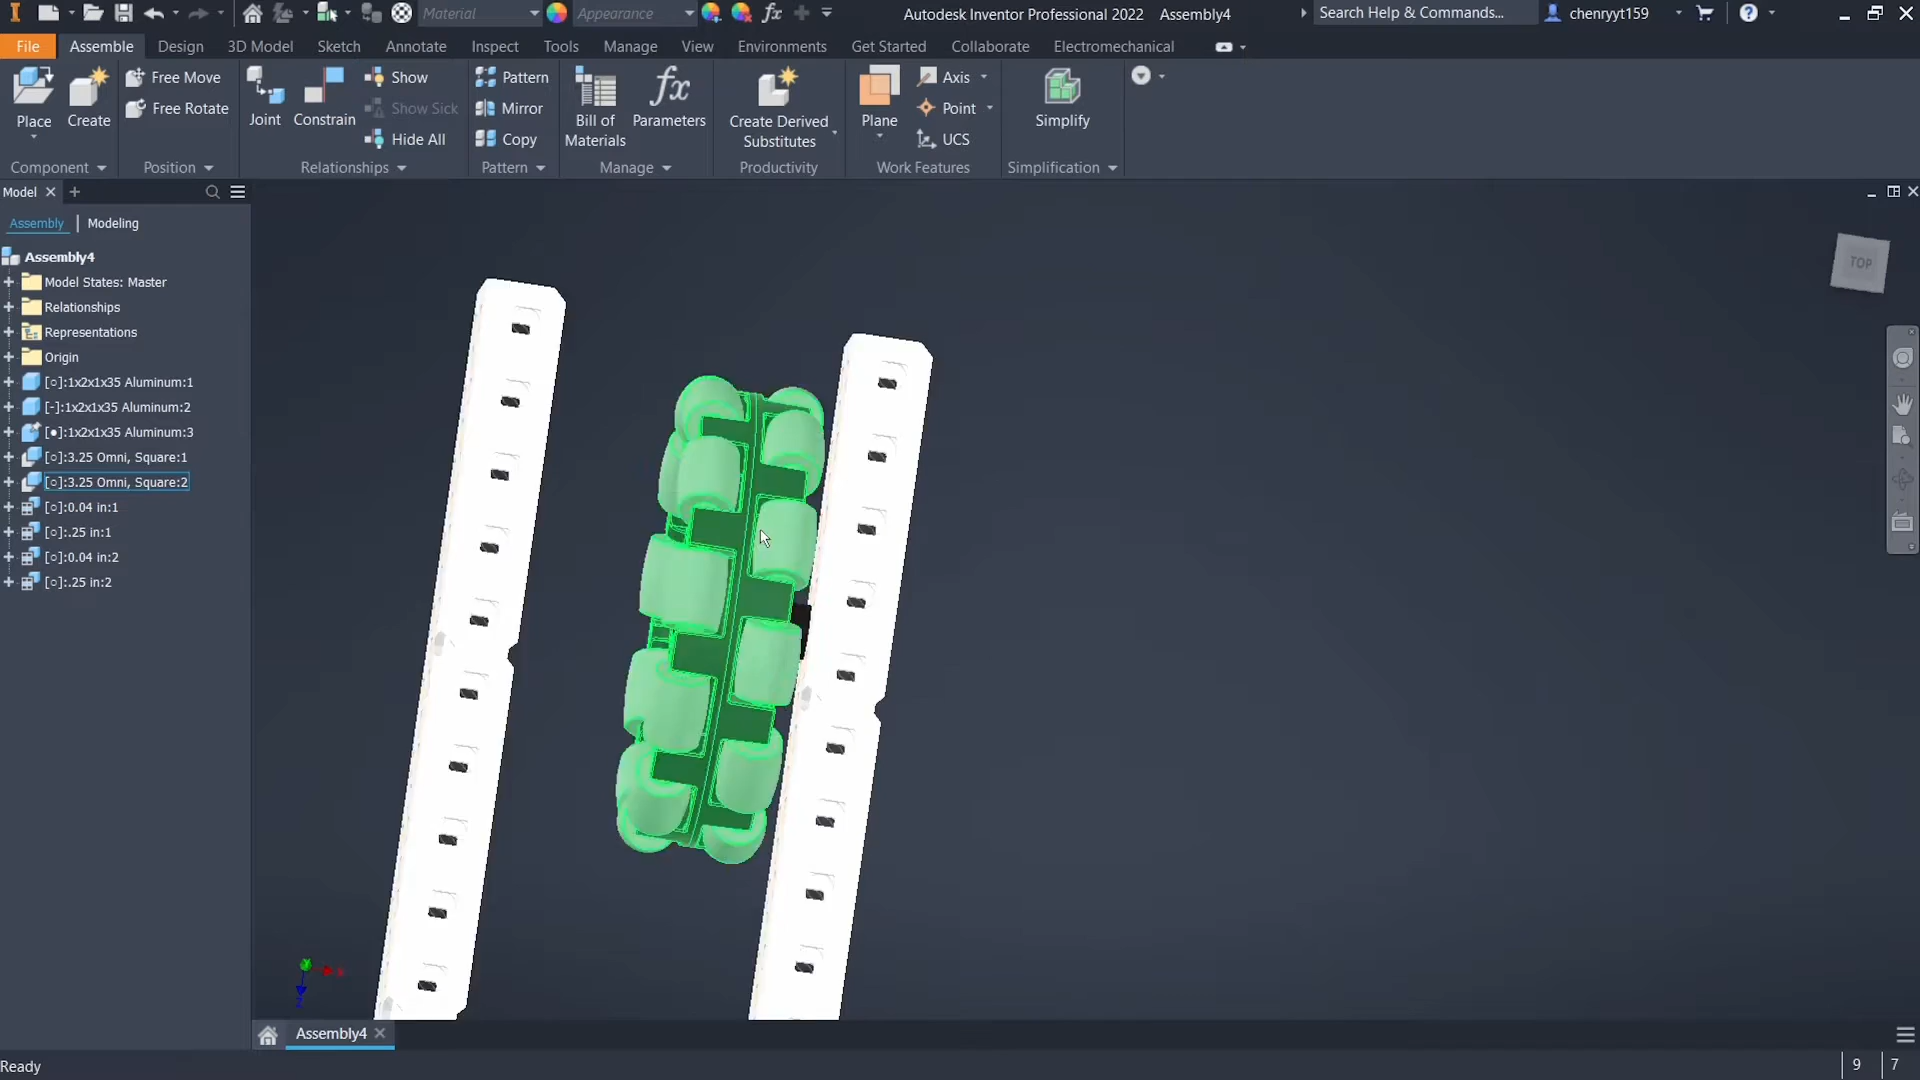 Material
Appearance
Autodesk Inventor Professional 2022 Assembly4
Search Help & Commands...
chenryyt159
File
Assemble
Design
3D Model
Sketch
Annotate
Inspect
Tools
Manage
View
Environments
Get Started
Collaborate
Electromechanical
Place
Create
Free Move
Free Rotate
Joint
Constrain
Show
Show Sick
Hide All
Pattern
Mirror
Copy
Bill of
Materials
Parameters
Create Derived
Substitutes
Plane
Axis
Point
UCS
Simplify
Component
Position
Relationships
Pattern
Manage
Productivity
Work Features
Simplification
Model
Assembly
Modeling
Assembly4
Model States: Master
Relationships
Representations
Origin
[○]:1x2x1x35 Aluminum:1
[-]:1x2x1x35 Aluminum:2
[●]:1x2x1x35 Aluminum:3
[○]:3.25 Omni, Square:1
[○]:3.25 Omni, Square:2
[○]:0.04 in:1
[○]:.25 in:1
[○]:0.04 in:2
[○]:.25 in:2
TOP
Assembly4
Ready
9
7